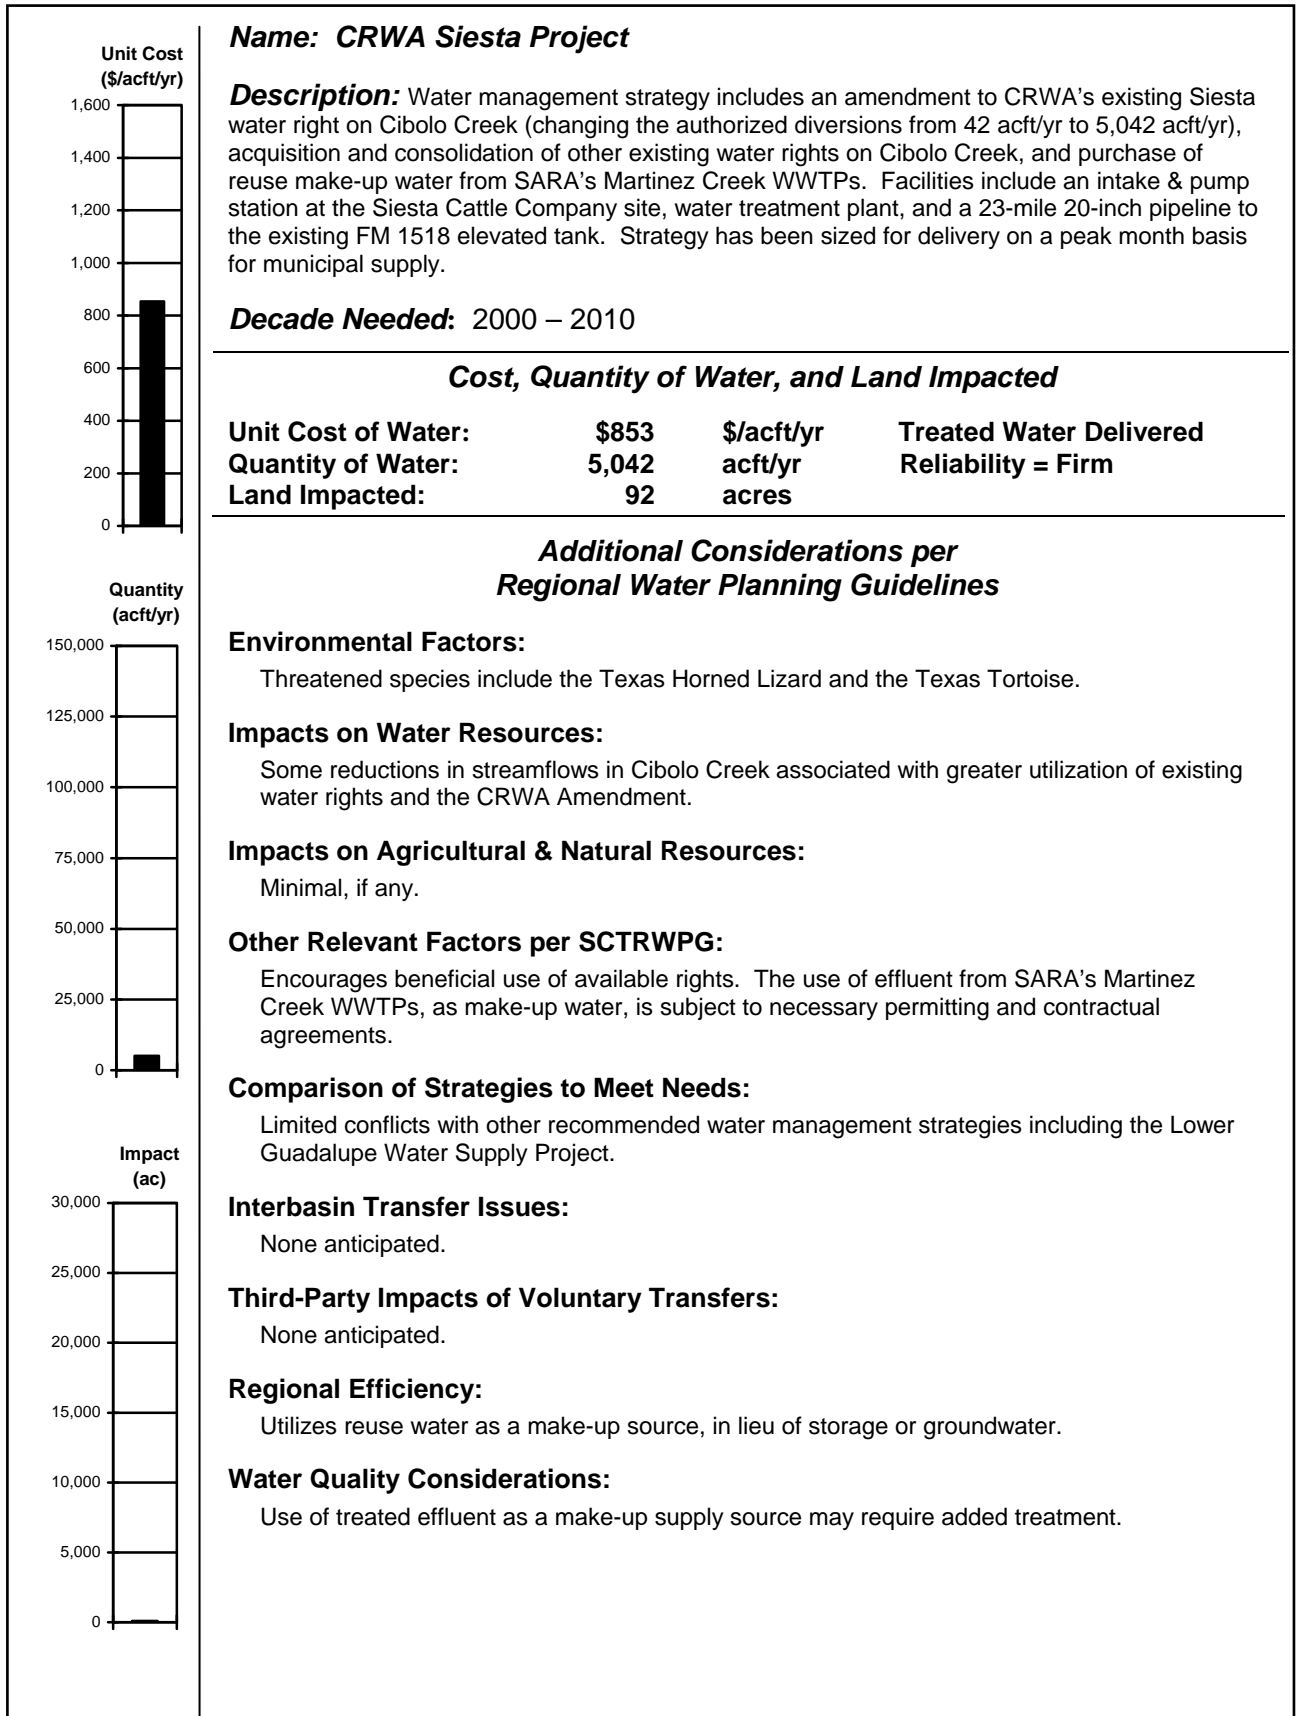 Unit Cost
($/acft/yr)
1,600
1,400
1,200
1,000
800
600
400
200
0
Quantity
(acft/yr)
150,000
125,000
100,000
75,000
50,000
25,000
0
Impact
(ac)
30,000
25,000
20,000
15,000
10,000
5,000
0
Name: CRWA Siesta Project
Description: Water management strategy includes an amendment to CRWA's existing Siesta
water right on Cibolo Creek (changing the authorized diversions from 42 acft/yr to 5,042 acft/yr),
acquisition and consolidation of other existing water rights on Cibolo Creek, and purchase of
reuse make-up water from SARA's Martinez Creek WWTPs. Facilities include an intake & pump
station at the Siesta Cattle Company site, water treatment plant, and a 23-mile 20-inch pipeline to
the existing FM 1518 elevated tank. Strategy has been sized for delivery on a peak month basis
for municipal supply.
Decade Needed: 2000 – 2010
Cost, Quantity of Water, and Land Impacted
Unit Cost of Water: $853 $/acft/yr Treated Water Delivered
Quantity of Water: 5,042 acft/yr Reliability = Firm
Land Impacted: 92 acres
Additional Considerations per
Regional Water Planning Guidelines
Environmental Factors:
Threatened species include the Texas Horned Lizard and the Texas Tortoise.
Impacts on Water Resources:
Some reductions in streamflows in Cibolo Creek associated with greater utilization of existing
water rights and the CRWA Amendment.
Impacts on Agricultural & Natural Resources:
Minimal, if any.
Other Relevant Factors per SCTRWPG:
Encourages beneficial use of available rights. The use of effluent from SARA's Martinez
Creek WWTPs, as make-up water, is subject to necessary permitting and contractual
agreements.
Comparison of Strategies to Meet Needs:
Limited conflicts with other recommended water management strategies including the Lower
Guadalupe Water Supply Project.
Interbasin Transfer Issues:
None anticipated.
Third-Party Impacts of Voluntary Transfers:
None anticipated.
Regional Efficiency:
Utilizes reuse water as a make-up source, in lieu of storage or groundwater.
Water Quality Considerations:
Use of treated effluent as a make-up supply source may require added treatment.